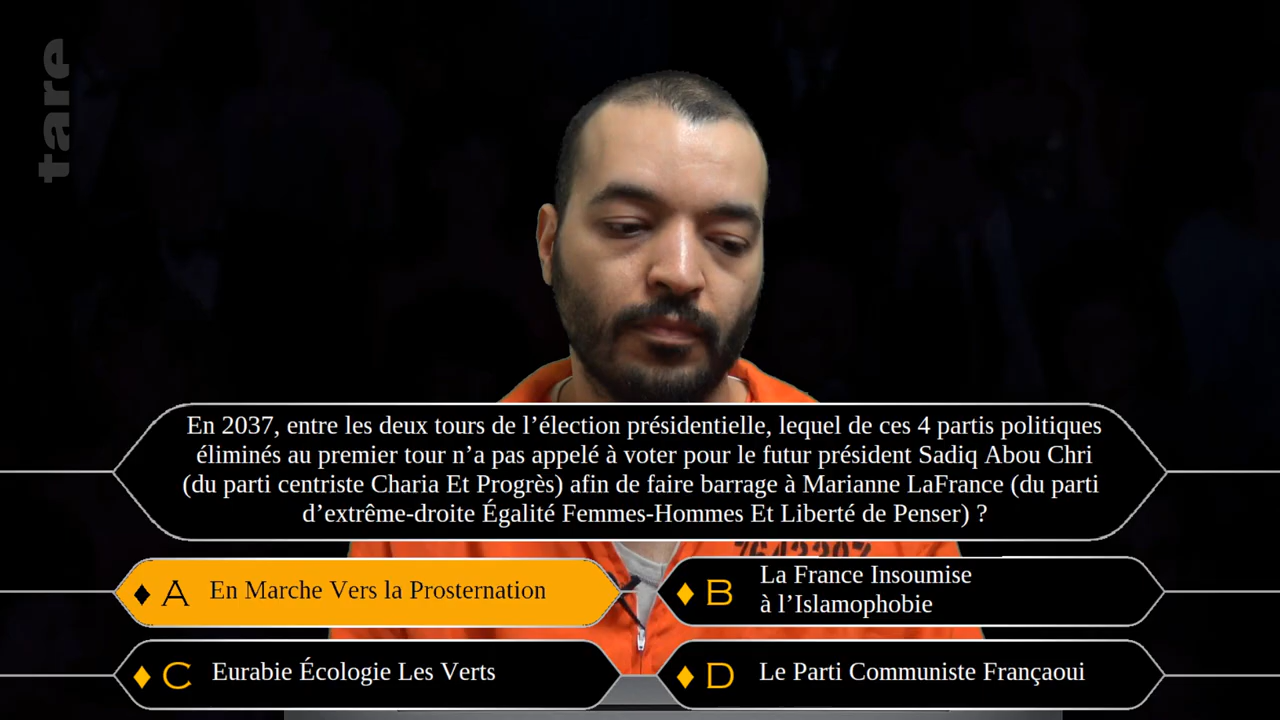 tare
En 2037, entre les deux tours de l’élection présidentielle, lequel de ces 4 partis politiques
éliminés au premier tour n’a pas appelé à voter pour le futur président Sadiq Abou Chri
(du parti centriste Charia Et Progrès) afin de faire barrage à Marianne LaFrance (du parti
d’extrême-droite Égalité Femmes-Hommes Et Liberté de Penser) ?
A En Marche Vers la Prosternation
B La France Insoumise
à l’Islamophobie
C Eurabie Écologie Les Verts
D Le Parti Communiste Françaoui